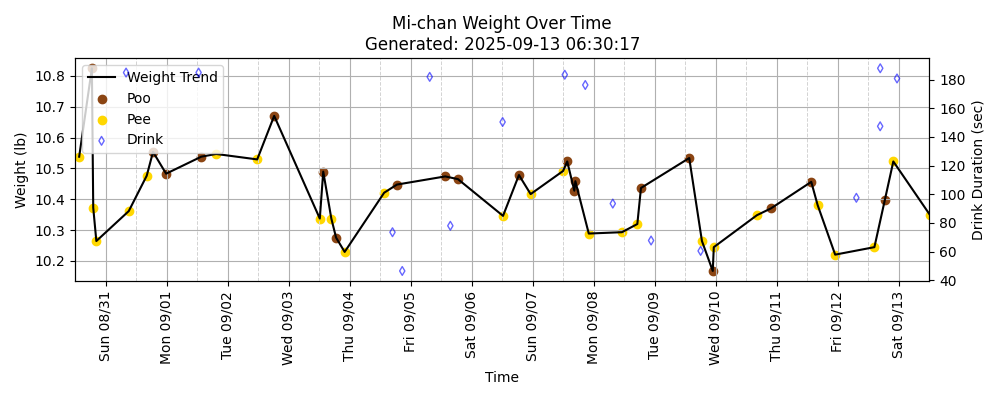 Mi-chan Weight Over Time
Generated: 2025-09-13 06:30:17
Weight (lb)
10.8
10.7
10.6
10.5
10.4
10.3
10.2
Weight Trend
Poo
Pee
Drink
180
160
140
120
100
80
60
40
Drink Duration (sec)
Sun 08/31
Mon 09/01
Tue 09/02
Wed 09/03
Thu 09/04
Fri 09/05
Sat 09/06
Sun 09/07
Mon 09/08
Tue 09/09
Wed 09/10
Thu 09/11
Fri 09/12
Sat 09/13
Time